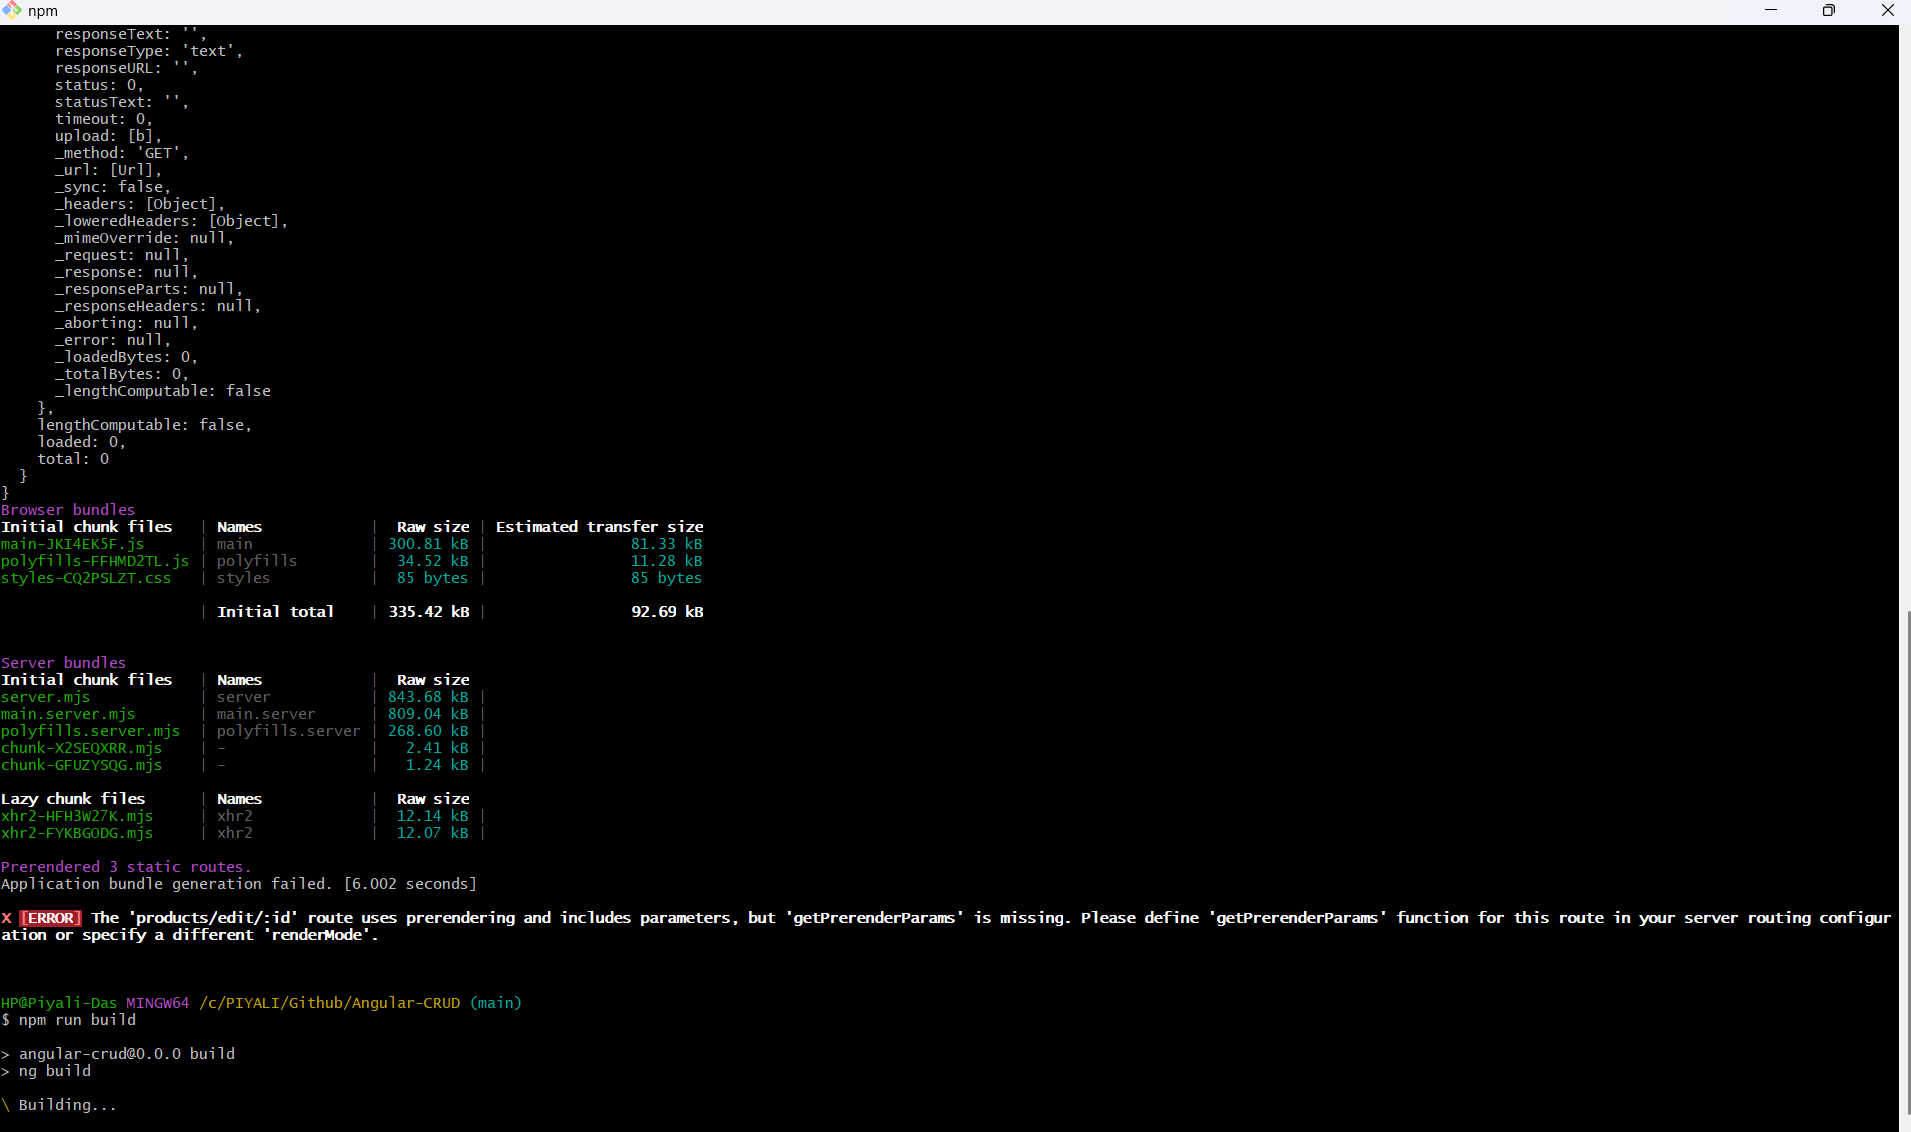 npm
responseText: '',
responseType: 'text',
responseURL: '',
status: 0,
statusText: '',
timeout: 0,
upload: [b],
_method: 'GET',
_url: [Url],
_sync: false,
_headers: [Object],
_loweredHeaders: [Object],
_mimeOverride: null,
_request: null,
_response: null,
_responseParts: null,
_responseHeaders: null,
_aborting: null,
_error: null,
_loadedBytes: 0,
_totalBytes: 0,
_lengthComputable: false
},
lengthComputable: false,
loaded: 0,
total: 0
}
}
Browser bundles
Initial chunk files | Names | Raw size | Estimated transfer size
main-JKI4EK5F.js | main | 300.81 kB | 81.33 kB
polyfills-FFHMD2TL.js | polyfills | 34.52 kB | 11.28 kB
styles-CQ2PSLZT.css | styles | 85 bytes | 85 bytes
| Initial total | 335.42 kB | 92.69 kB
Server bundles
Initial chunk files | Names | Raw size
server.mjs | server | 843.68 kB |
main.server.mjs | main.server | 809.04 kB |
polyfills.server.mjs | polyfills.server | 268.60 kB |
chunk-X2SEQXRR.mjs | - | 2.41 kB |
chunk-GFUZYSQG.mjs | - | 1.24 kB |
Lazy chunk files | Names | Raw size
xhr2-HFH3W27K.mjs | xhr2 | 12.14 kB |
xhr2-FYKBGODG.mjs | xhr2 | 12.07 kB |
Prerendered 3 static routes.
Application bundle generation failed. [6.002 seconds]
X [ERROR] The 'products/edit/:id' route uses prerendering and includes parameters, but 'getPrerenderParams' is missing. Please define 'getPrerenderParams' function for this route in your server routing configur
ation or specify a different 'renderMode'.
HP@Piyali-Das MINGW64 /c/PIYALI/Github/Angular-CRUD (main)
$ npm run build
> angular-crud@0.0.0 build
> ng build
\ Building...